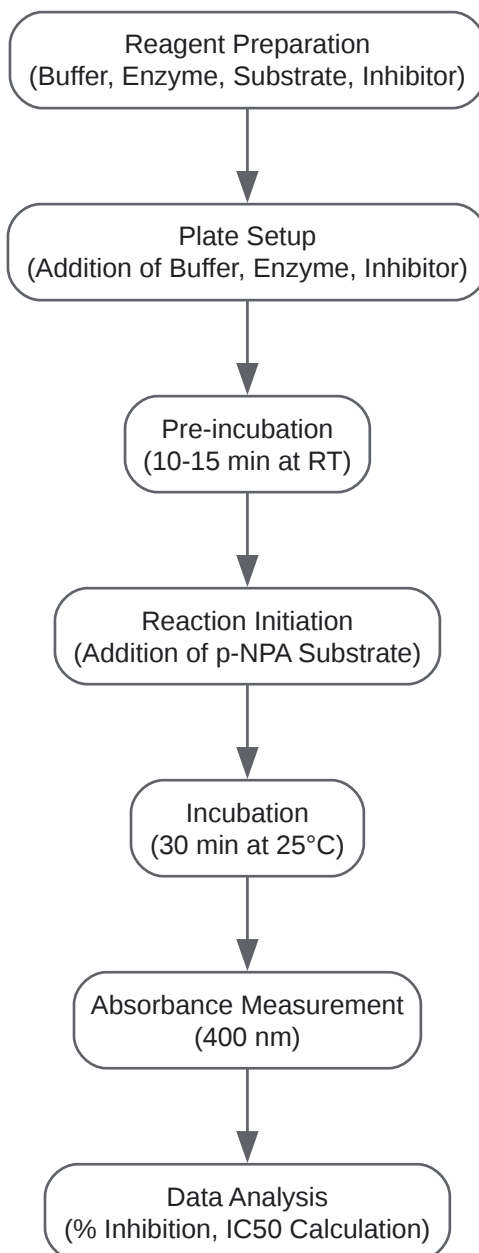 Reagent Preparation
(Buffer, Enzyme, Substrate, Inhibitor)
Plate Setup
(Addition of Buffer, Enzyme, Inhibitor)
Pre-incubation
(10-15 min at RT)
Reaction Initiation
(Addition of p-NPA Substrate)
Incubation
(30 min at 25°C)
Absorbance Measurement
(400 nm)
Data Analysis
(% Inhibition, IC50 Calculation)